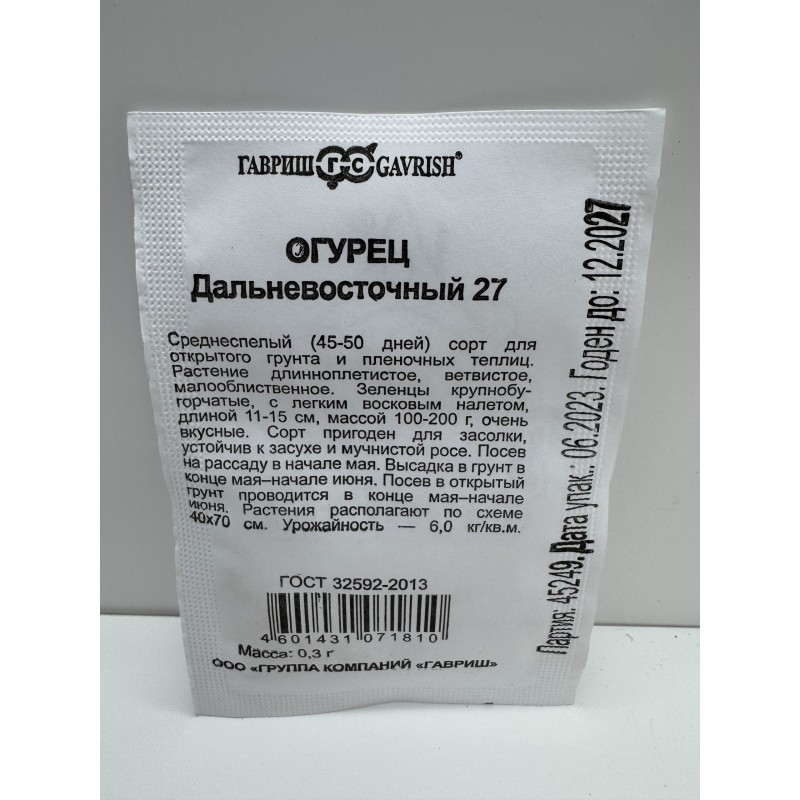 ГАВРИШ ГС GAVRISH®
ОГУРЕЦ
Дальневосточный 27
Среднеспелый (45-50 дней) сорт для
открытого грунта и пленочных теплиц.
Растение длинноплетистое, ветвистое,
малооблиственное. Зеленцы крупнобу-
горчатые, с легким восковым налетом,
длиной 11-15 см, массой 100-200 г, очень
вкусные. Сорт пригоден для засолки,
устойчив к засухе и мучнистой росе. Посев
на рассаду в начале мая. Высадка в грунт в
конце мая–начале июня. Посев в открытый
грунт проводится в конце мая–начале
июня. Растения располагают по схеме
40х70 см. Урожайность — 6,0 кг/кв.м.
ГОСТ 32592-2013
4 601431 071810
Масса: 0,3 г
ООО «ГРУППА КОМПАНИЙ «ГАВРИШ»
Партия: 45249. Дата упак.: 06.2023. Годен до: 12.2027